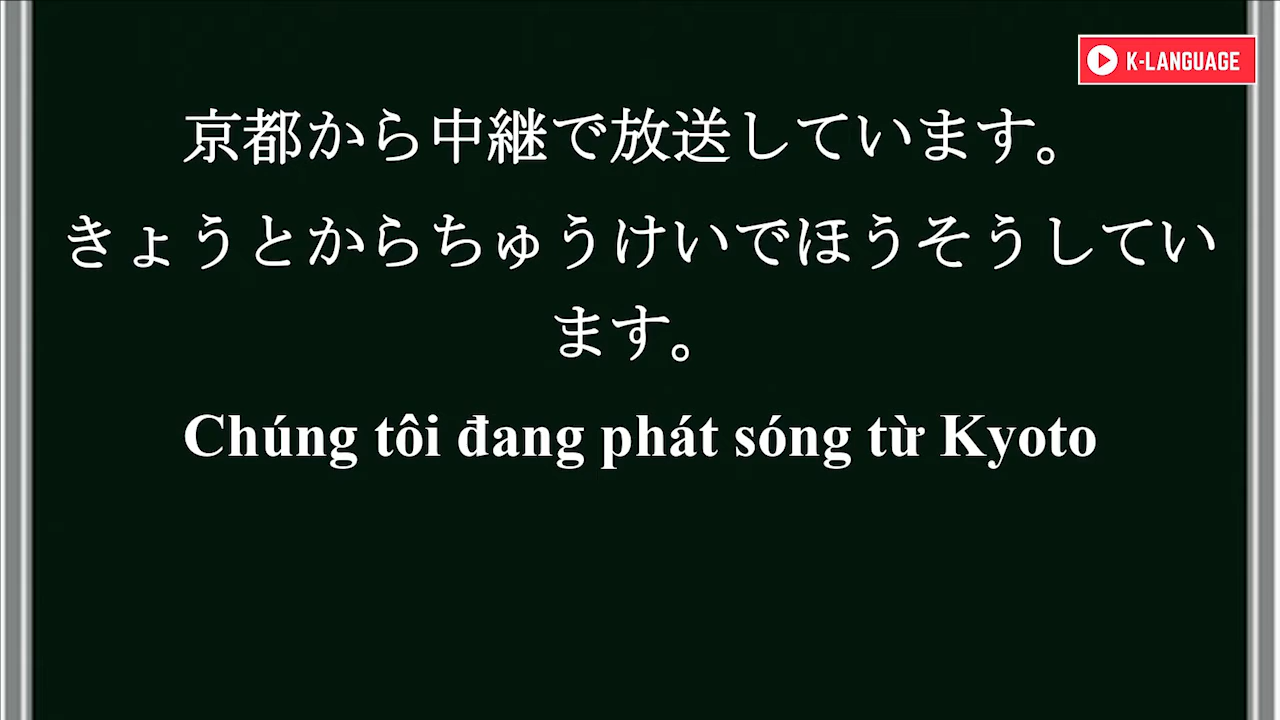 K-LANGUAGE
京都から中継で放送しています。
きょうとからちゅうけいでほうそうしてい
ます。
Chúng tôi đang phát sóng từ Kyoto